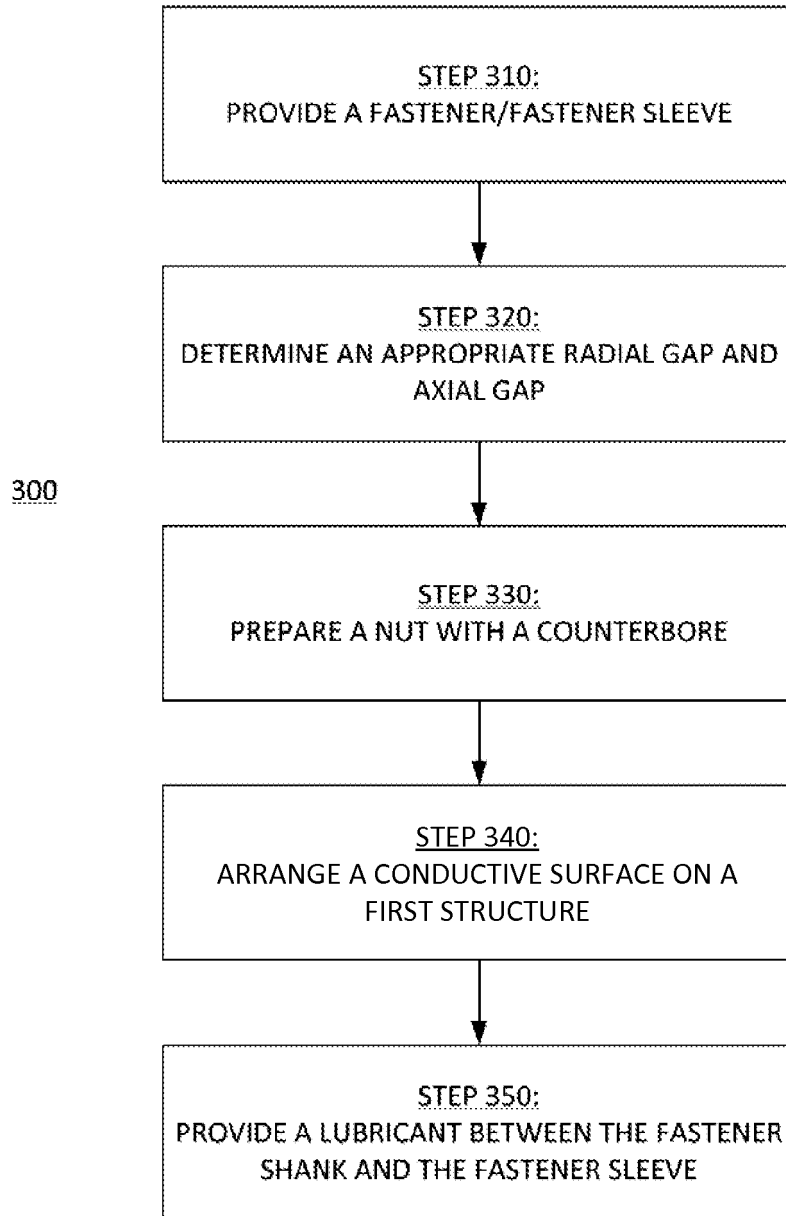 STEP 310:
PROVIDE A FASTENER/FASTENER SLEEVE
STEP 320:
DETERMINE AN APPROPRIATE RADIAL GAP AND
AXIAL GAP
300
STEP 330:
PREPARE A NUT WITH A COUNTERBORE
STEP 340:
ARRANGE A CONDUCTIVE SURFACE ON A
FIRST STRUCTURE
STEP 350:
PROVIDE A LUBRICANT BETWEEN THE FASTENER
SHANK AND THE FASTENER SLEEVE